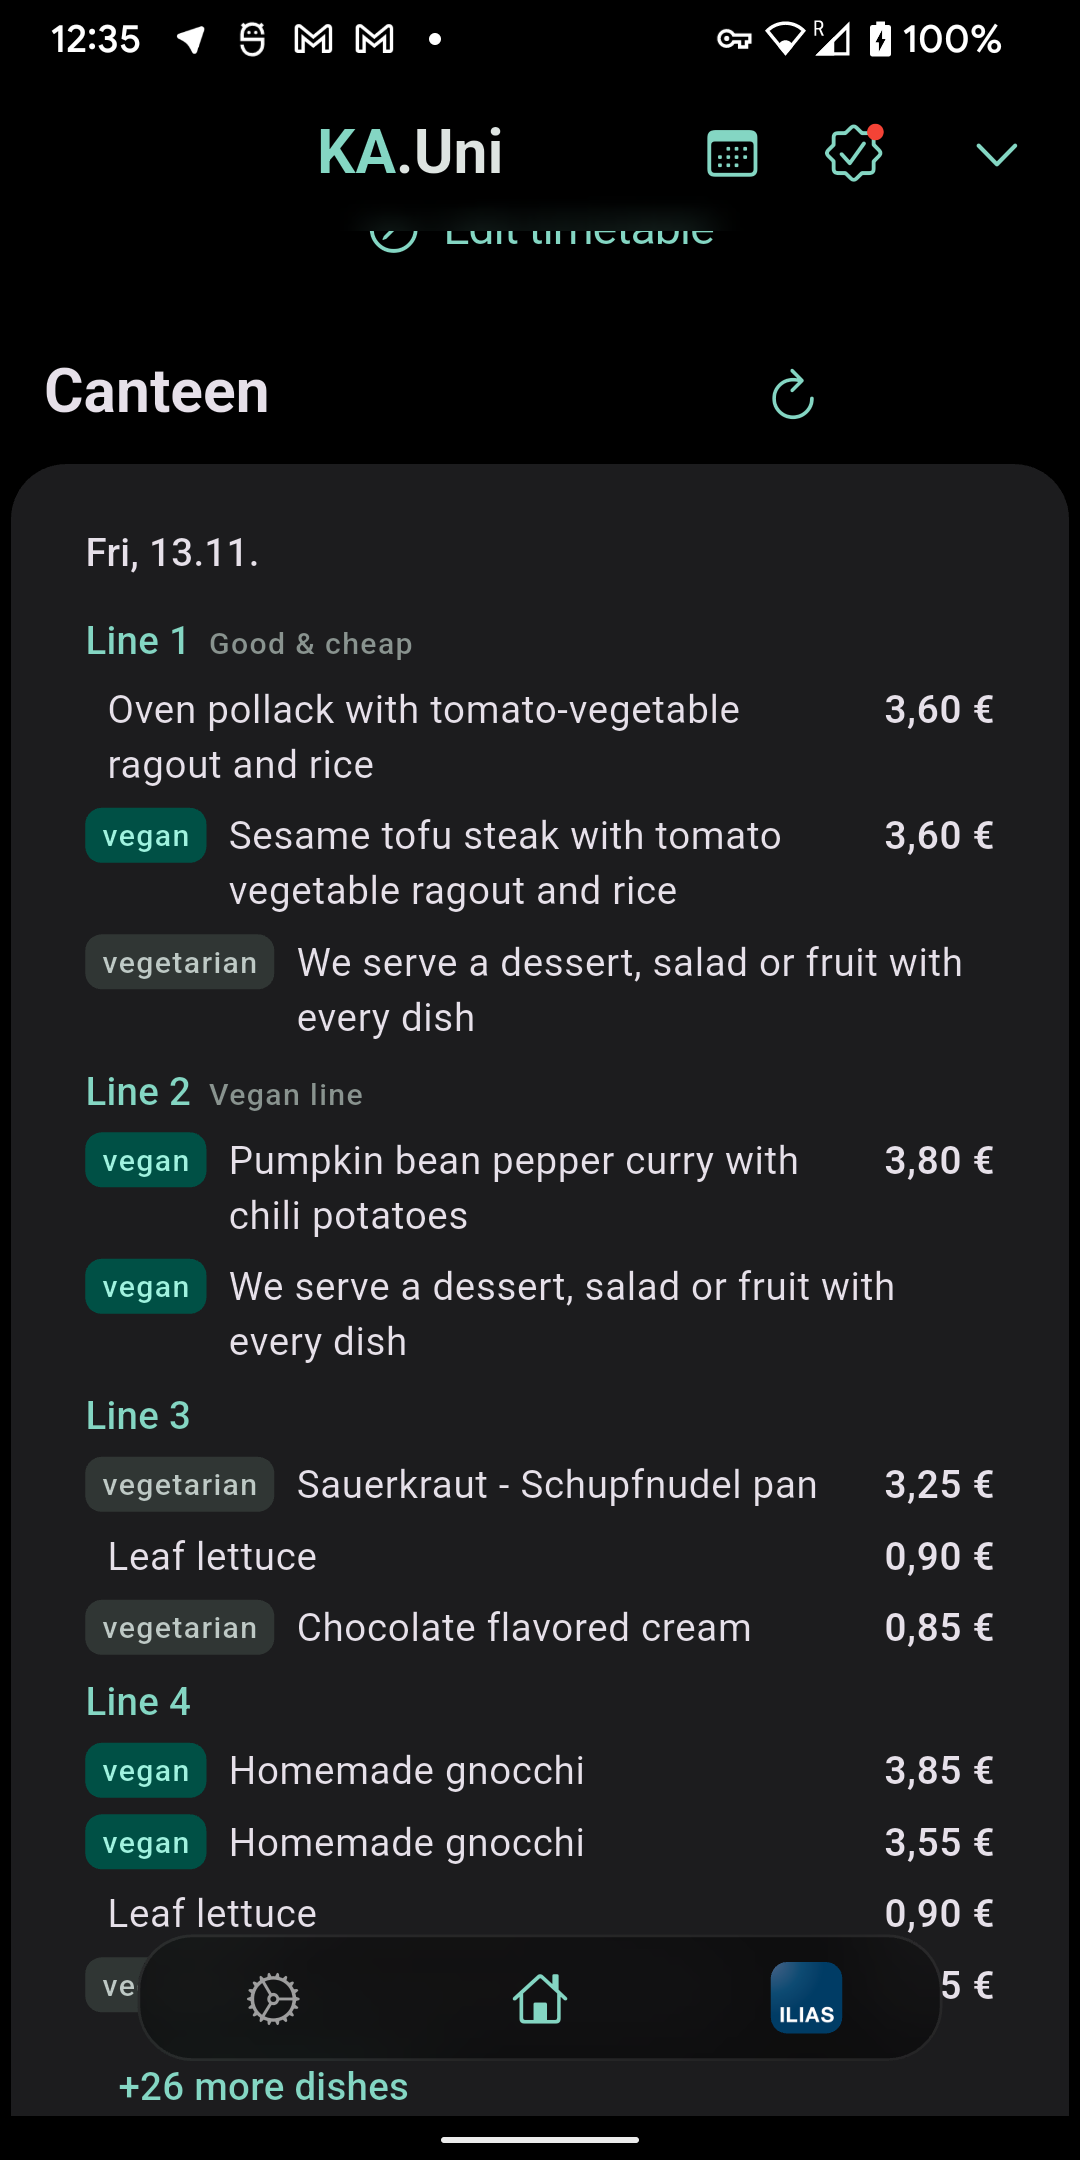 12:35
R
100%
KA.Uni
Edit timetable
Canteen
Fri, 13.11.
Line 1 Good & cheap
Oven pollack with tomato-vegetable 3,60 €
ragout and rice
vegan Sesame tofu steak with tomato 3,60 €
vegetable ragout and rice
vegetarian We serve a dessert, salad or fruit with
every dish
Line 2 Vegan line
vegan Pumpkin bean pepper curry with 3,80 €
chili potatoes
vegan We serve a dessert, salad or fruit with
every dish
Line 3
vegetarian Sauerkraut - Schupfnudel pan 3,25 €
Leaf lettuce 0,90 €
vegetarian Chocolate flavored cream 0,85 €
Line 4
vegan Homemade gnocchi 3,85 €
vegan Homemade gnocchi 3,55 €
Leaf lettuce 0,90 €
ve 5 €
ILIAS
+26 more dishes